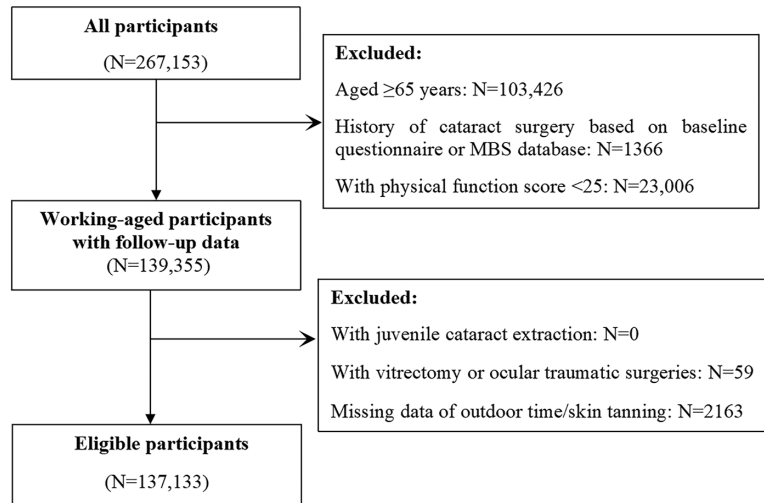 All participants
(N=267,153)
Excluded:
Aged ≥65 years: N=103,426
History of cataract surgery based on baseline
questionnaire or MBS database: N=1366
With physical function score <25: N=23,006
Working-aged participants
with follow-up data
(N=139,355)
Excluded:
With juvenile cataract extraction: N=0
With vitrectomy or ocular traumatic surgeries: N=59
Missing data of outdoor time/skin tanning: N=2163
Eligible participants
(N=137,133)